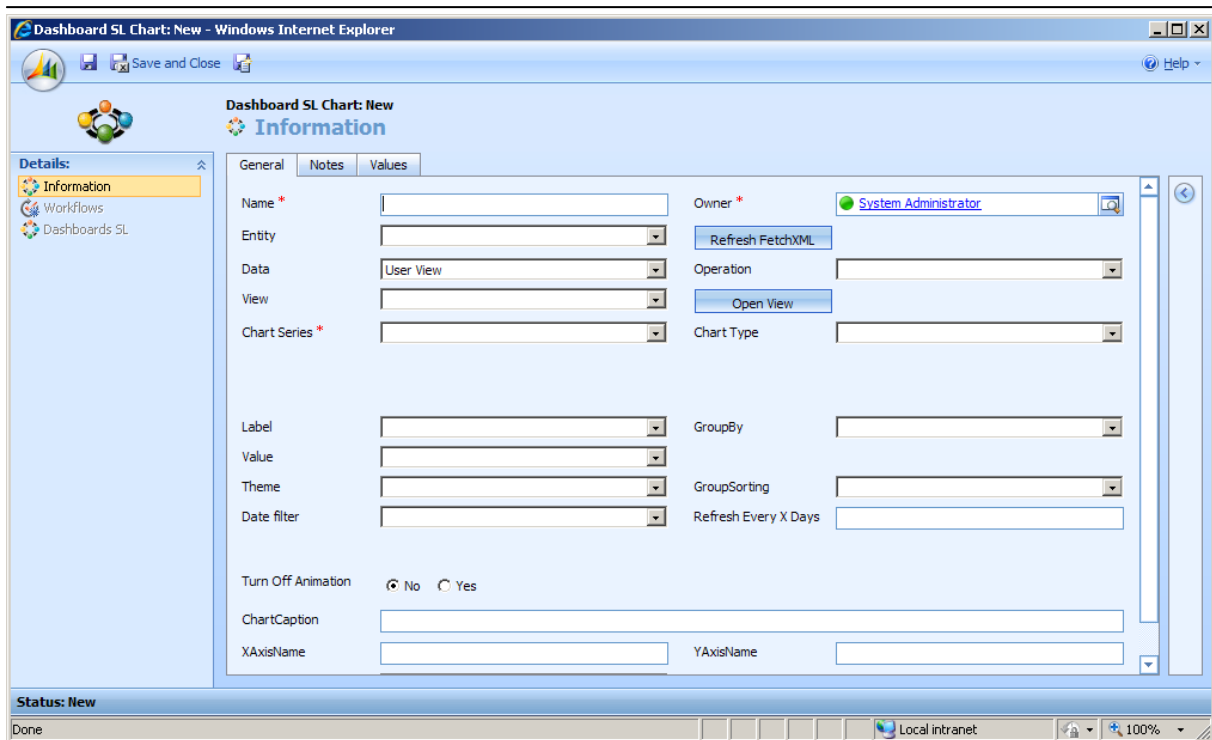 Dashboard SL Chart: New - Windows Internet Explorer
Save and Close Help
Dashboard SL Chart: New
Information
Details:
Information
Workflows
Dashboards SL
General Notes Values
Name * Owner * System Administrator
Entity Refresh FetchXML
Data User View Operation
View Open View
Chart Series * Chart Type
Label GroupBy
Value
Theme GroupSorting
Date filter Refresh Every X Days
Turn Off Animation No Yes
ChartCaption
XAxisName YAxisName
Status: New
Done Local intranet 100%